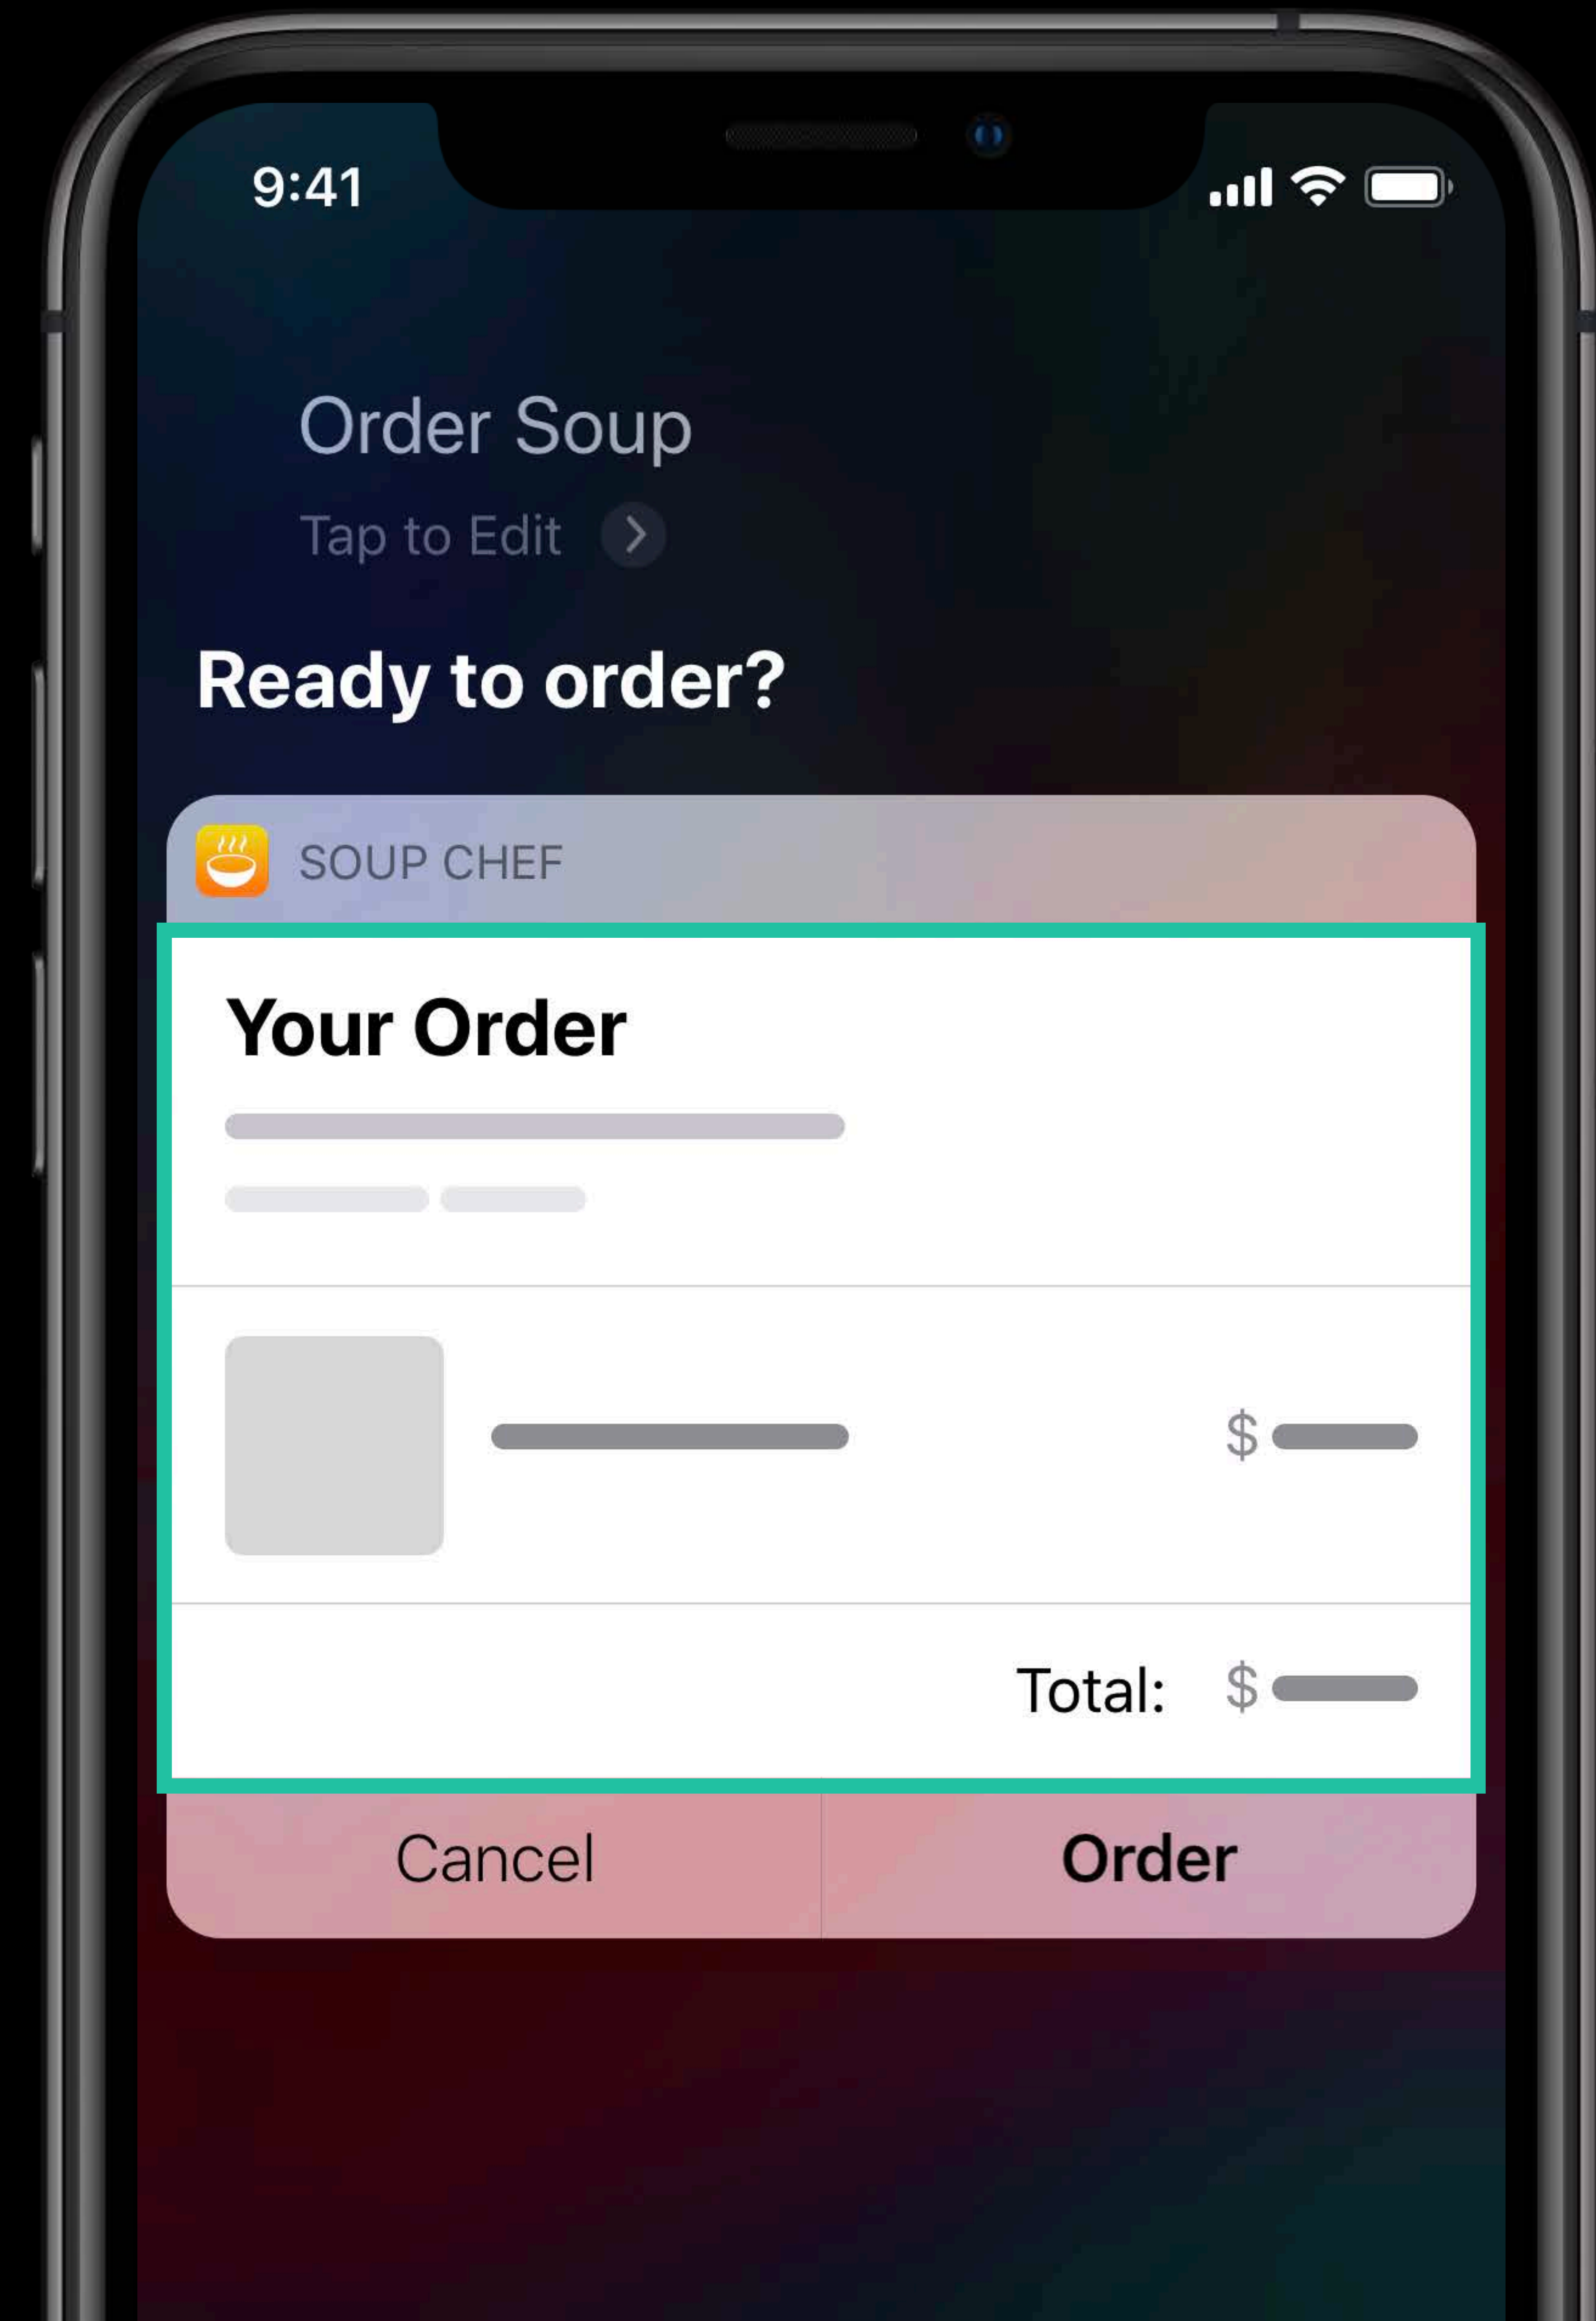 9:41
Order Soup
Tap to Edit
Ready to order?
SOUP CHEF
Your Order
$
Total: $
Cancel Order